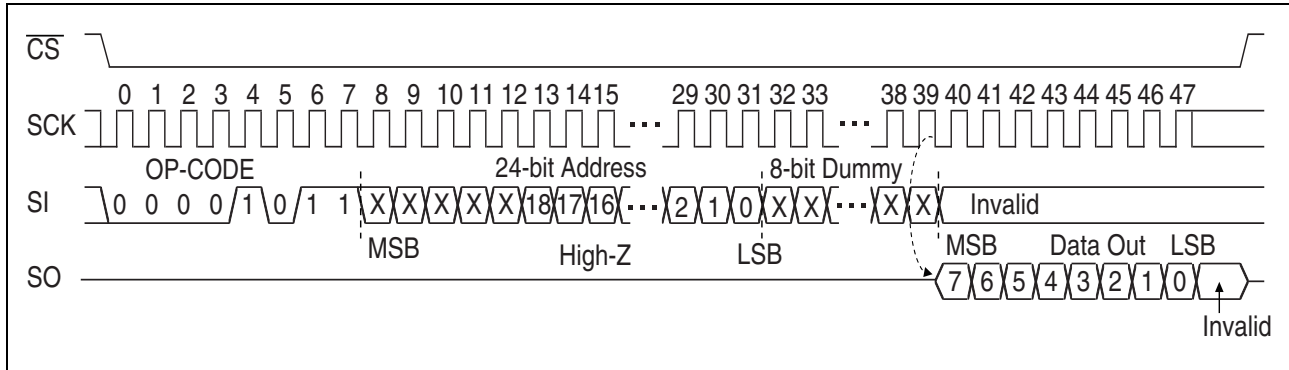 CS
0 1 2 3 4 5 6 7 8 9 10 11 12 13 14 15 29 30 31 32 33 38 39 40 41 42 43 44 45 46 47
SCK ••• •••
OP-CODE 24-bit Address 8-bit Dummy
SI 0 0 0 0 1 0 1 1 X X X X X 18 17 16 ••• 2 1 0 X X ••• X X Invalid
MSB High-Z LSB MSB Data Out LSB
SO 7 6 5 4 3 2 1 0
Invalid